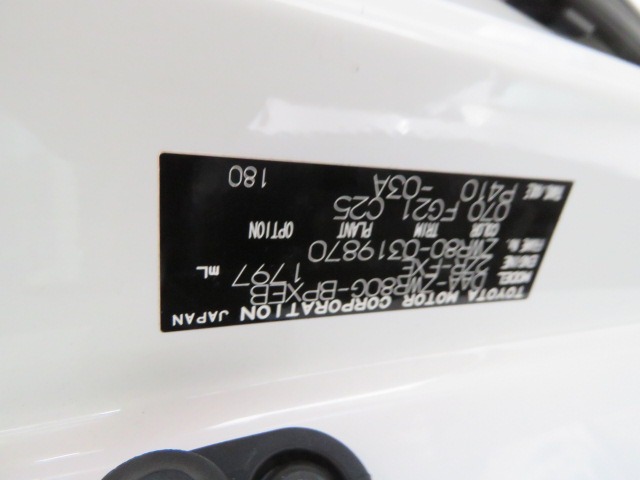 TOYOTA MOTOR CORPORATION JAPAN
MODEL DAA-ZWR80G-BPXEB
ENGINE 2ZR-FXE 1797 mL
FRAME No. ZWR80-0319870
COLOR TRIM PLANT OPTION
070 FG21 C25
TRANS./AXLE P410 -03A 180